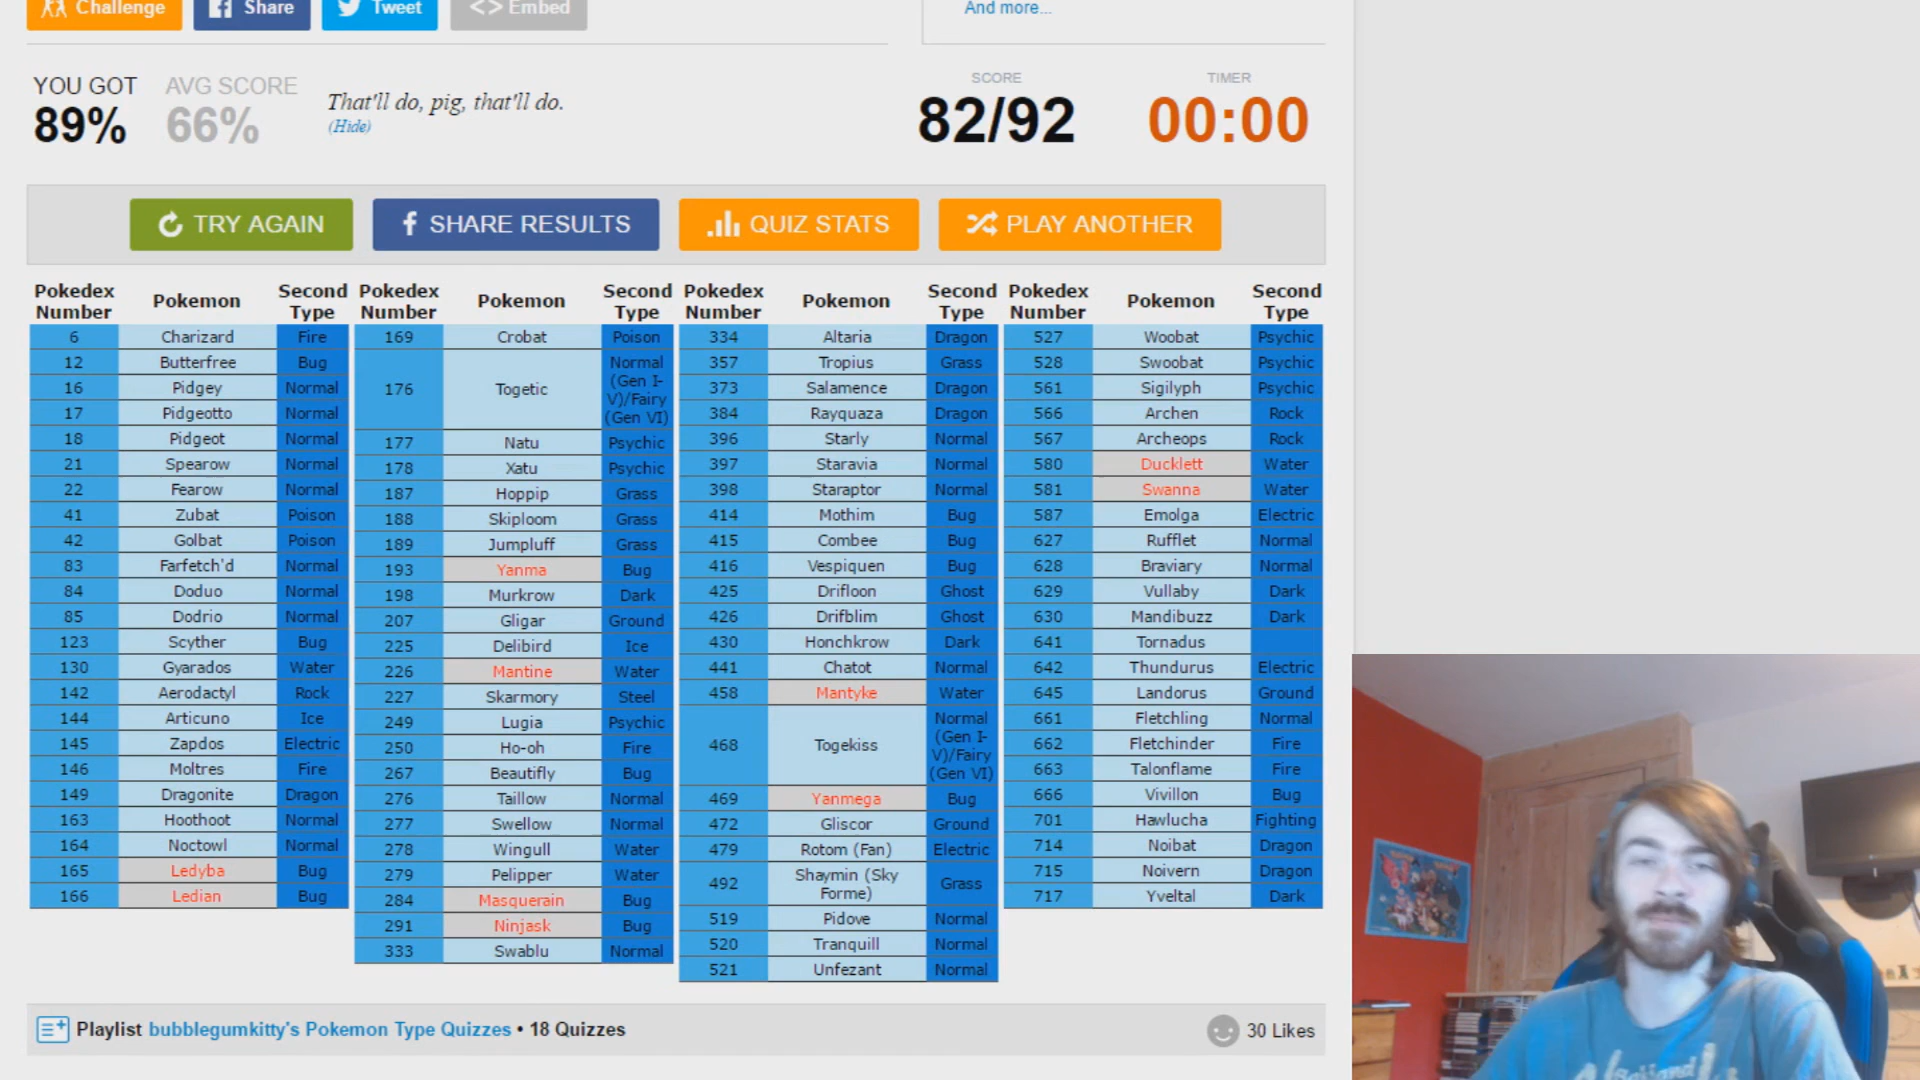 Challenge Share Tweet <> Embed
And more...
YOU GOT AVG SCORE
89% 66%
That'll do, pig, that'll do.
(Hide)
SCORE TIMER
82/92 00:00
TRY AGAIN SHARE RESULTS QUIZ STATS PLAY ANOTHER
Pokedex Number Pokemon Second Type
6 Charizard Fire
12 Butterfree Bug
16 Pidgey Normal
17 Pidgeotto Normal
18 Pidgeot Normal
21 Spearow Normal
22 Fearow Normal
41 Zubat Poison
42 Golbat Poison
83 Farfetch'd Normal
84 Doduo Normal
85 Dodrio Normal
123 Scyther Bug
130 Gyarados Water
142 Aerodactyl Rock
144 Articuno Ice
145 Zapdos Electric
146 Moltres Fire
149 Dragonite Dragon
163 Hoothoot Normal
164 Noctowl Normal
165 Ledyba Bug
166 Ledian Bug
Pokedex Number Pokemon Second Type
169 Crobat Poison
176 Togetic Normal (Gen I-V)/Fairy (Gen VI)
177 Natu Psychic
178 Xatu Psychic
187 Hoppip Grass
188 Skiploom Grass
189 Jumpluff Grass
193 Yanma Bug
198 Murkrow Dark
207 Gligar Ground
225 Delibird Ice
226 Mantine Water
227 Skarmory Steel
249 Lugia Psychic
250 Ho-oh Fire
267 Beautifly Bug
276 Taillow Normal
277 Swellow Normal
278 Wingull Water
279 Pelipper Water
284 Masquerain Bug
291 Ninjask Bug
333 Swablu Normal
Pokedex Number Pokemon Second Type
334 Altaria Dragon
357 Tropius Grass
373 Salamence Dragon
384 Rayquaza Dragon
396 Starly Normal
397 Staravia Normal
398 Staraptor Normal
414 Mothim Bug
415 Combee Bug
416 Vespiquen Bug
425 Drifloon Ghost
426 Drifblim Ghost
430 Honchkrow Dark
441 Chatot Normal
458 Mantyke Water
468 Togekiss Normal (Gen I-V)/Fairy (Gen VI)
469 Yanmega Bug
472 Gliscor Ground
479 Rotom (Fan) Electric
492 Shaymin (Sky Forme) Grass
519 Pidove Normal
520 Tranquill Normal
521 Unfezant Normal
Pokedex Number Pokemon Second Type
527 Woobat Psychic
528 Swoobat Psychic
561 Sigilyph Psychic
566 Archen Rock
567 Archeops Rock
580 Ducklett Water
581 Swanna Water
587 Emolga Electric
627 Rufflet Normal
628 Braviary Normal
629 Vullaby Dark
630 Mandibuzz Dark
641 Tornadus
642 Thundurus Electric
645 Landorus Ground
661 Fletchling Normal
662 Fletchinder Fire
663 Talonflame Fire
666 Vivillon Bug
701 Hawlucha Fighting
714 Noibat Dragon
715 Noivern Dragon
717 Yveltal Dark
Playlist bubblegumkitty's Pokemon Type Quizzes • 18 Quizzes
30 Likes